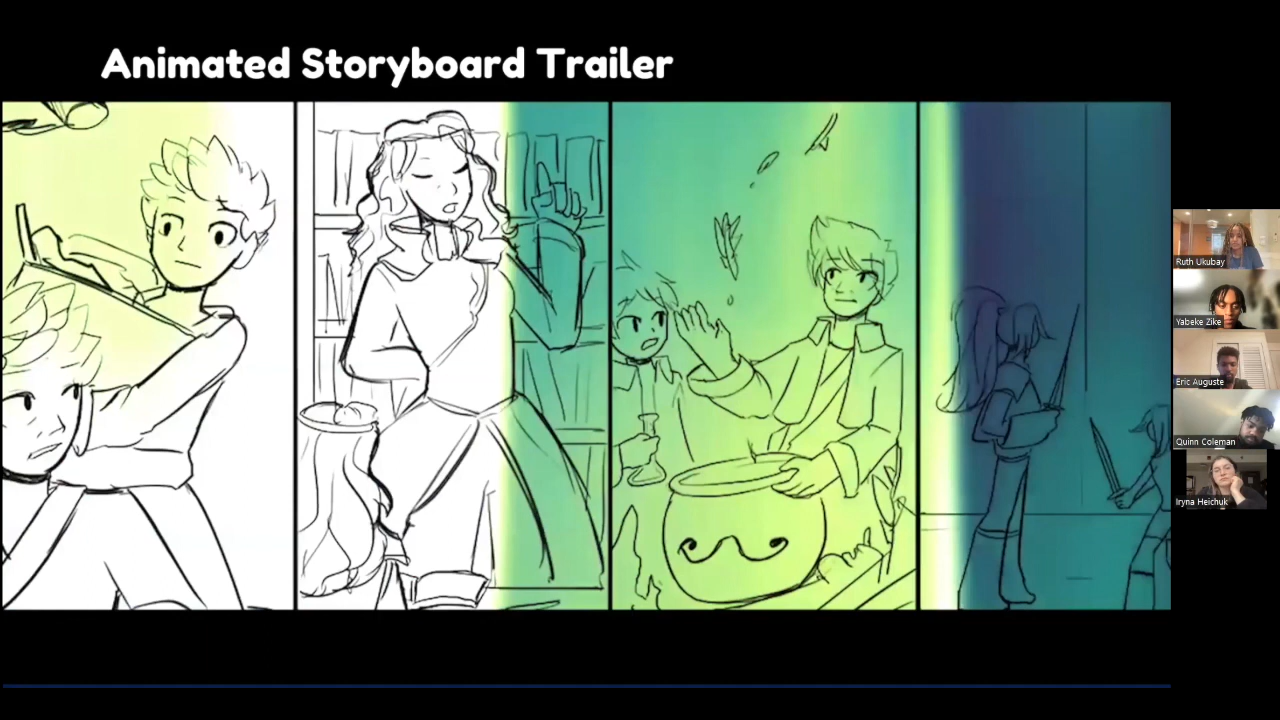 Animated Storyboard Trailer
Ruth Ukubay
Yabeke Zike
Eric Auguste
Quinn Coleman
Iryna Heichuk